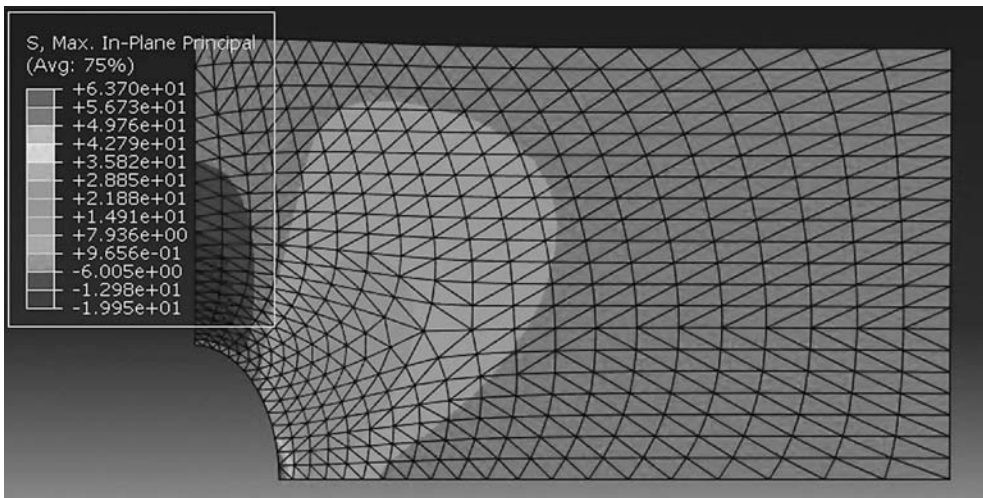 S, Max. In-Plane Principal
(Avg: 75%)
+6.370e+01
+5.673e+01
+4.976e+01
+4.279e+01
+3.582e+01
+2.885e+01
+2.188e+01
+1.491e+01
+7.936e+00
+9.656e-01
-6.005e+00
-1.298e+01
-1.995e+01